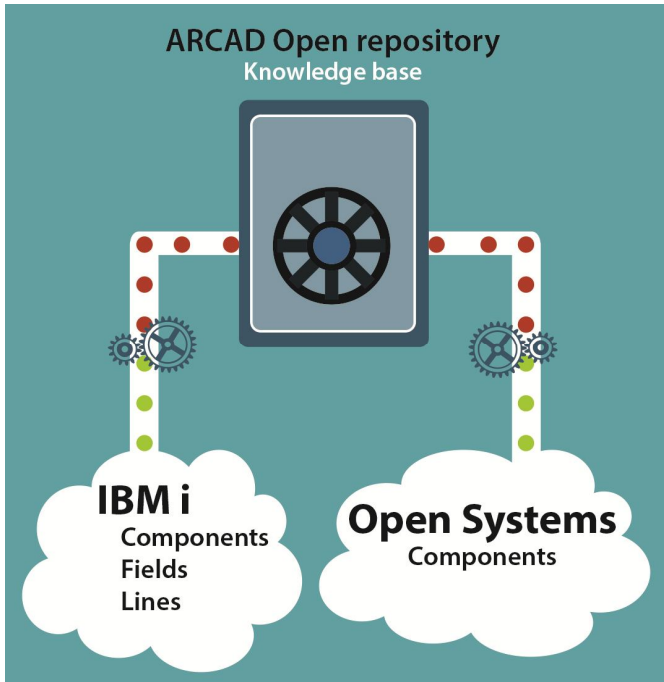 ARCAD Open repository
Knowledge base
IBM i
Components
Fields
Lines
Open Systems
Components